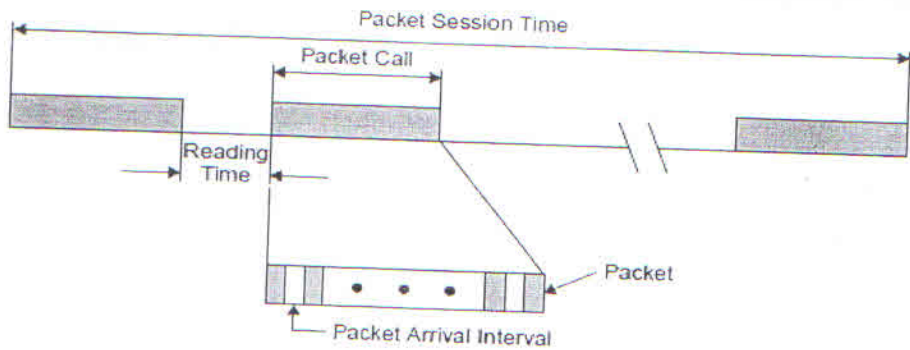 Packet Session Time
Packet Call
Reading
Time
Packet
Packet Arrival Interval